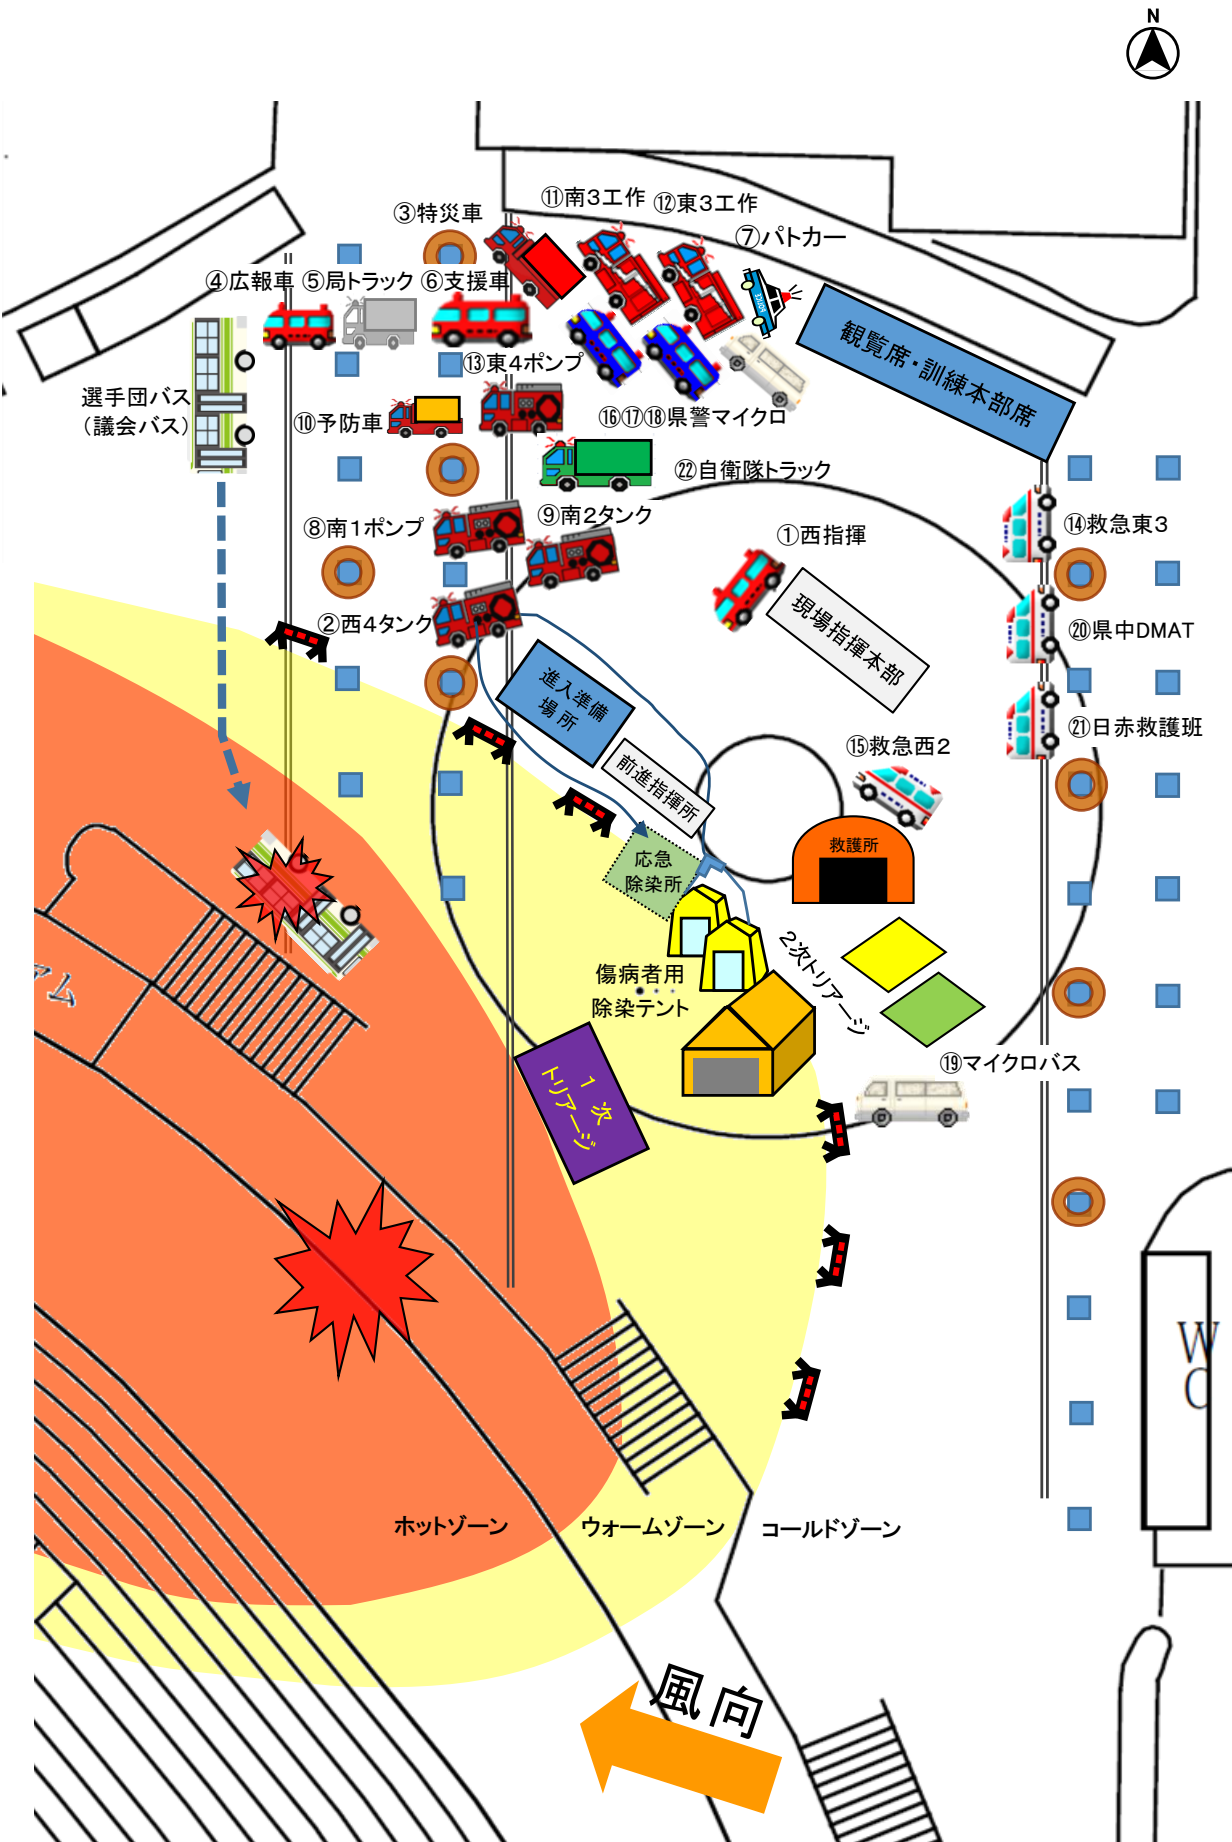 N
⑪南3工作
⑫東3工作
③特災車
⑦パトカー
④広報車
⑤局トラック
⑥支援車
観覧席・訓練本部席
⑬東4ポンプ
選手団バス
(議会バス)
⑩予防車
⑯⑰⑱県警マイクロ
㉒自衛隊トラック
⑧南1ポンプ
⑨南2タンク
①西指揮
⑭救急東3
②西4タンク
現場指揮本部
⑳県中DMAT
進入準備
場所
㉑日赤救護班
⑮救急西2
前進指揮所
救護所
応急
除染所
2次トリアージ
傷病者用
除染テント
⑲マイクロバス
1次
トリアージ
WC
ホットゾーン
ウォームゾーン
コールドゾーン
風向